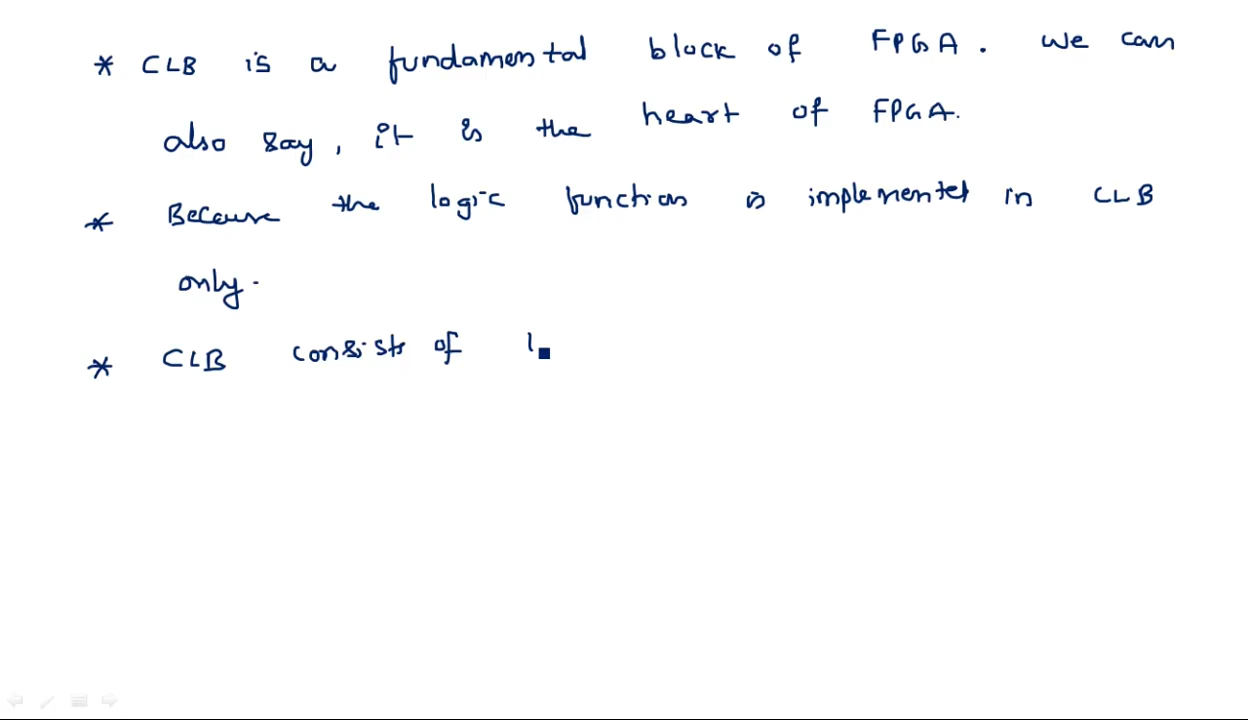 * CLB is a fundamental block of FPGA. We can
also say, it is the heart of FPGA.
* Because the logic function is implemented in CLB
only.
* CLB consists of